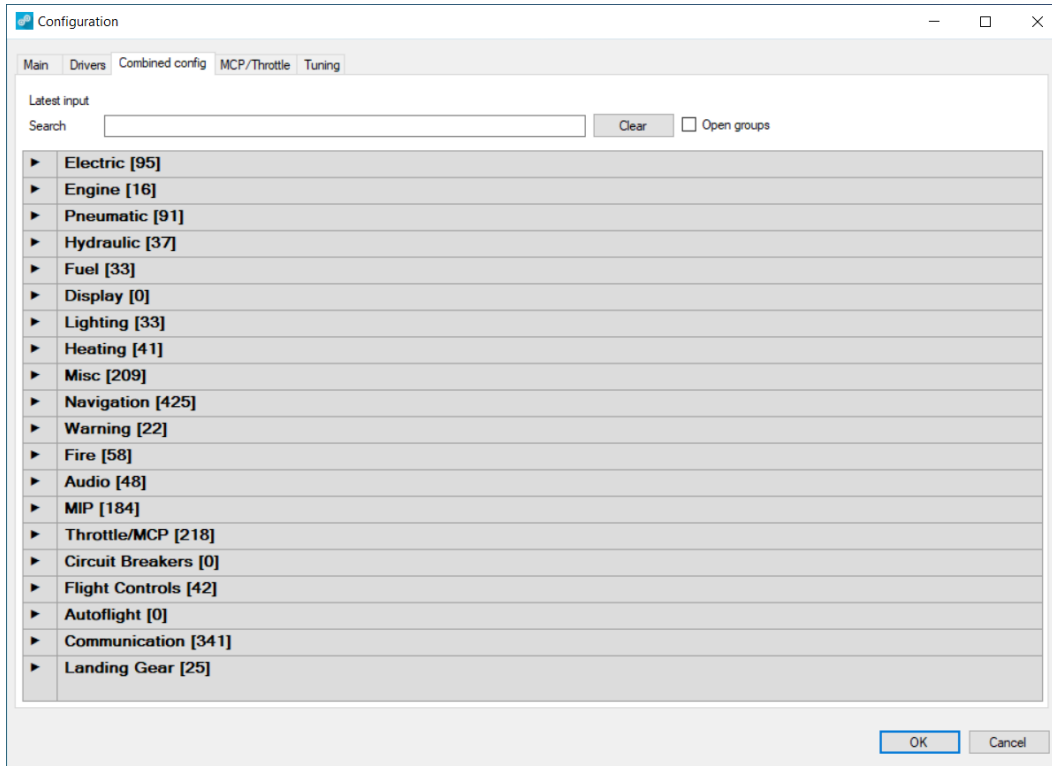 Configuration
Main Drivers Combined config MCP/Throttle Tuning
Latest input
Search Clear Open groups
Electric [95]
Engine [16]
Pneumatic [91]
Hydraulic [37]
Fuel [33]
Display [0]
Lighting [33]
Heating [41]
Misc [209]
Navigation [425]
Warning [22]
Fire [58]
Audio [48]
MIP [184]
Throttle/MCP [218]
Circuit Breakers [0]
Flight Controls [42]
Autoflight [0]
Communication [341]
Landing Gear [25]
OK Cancel